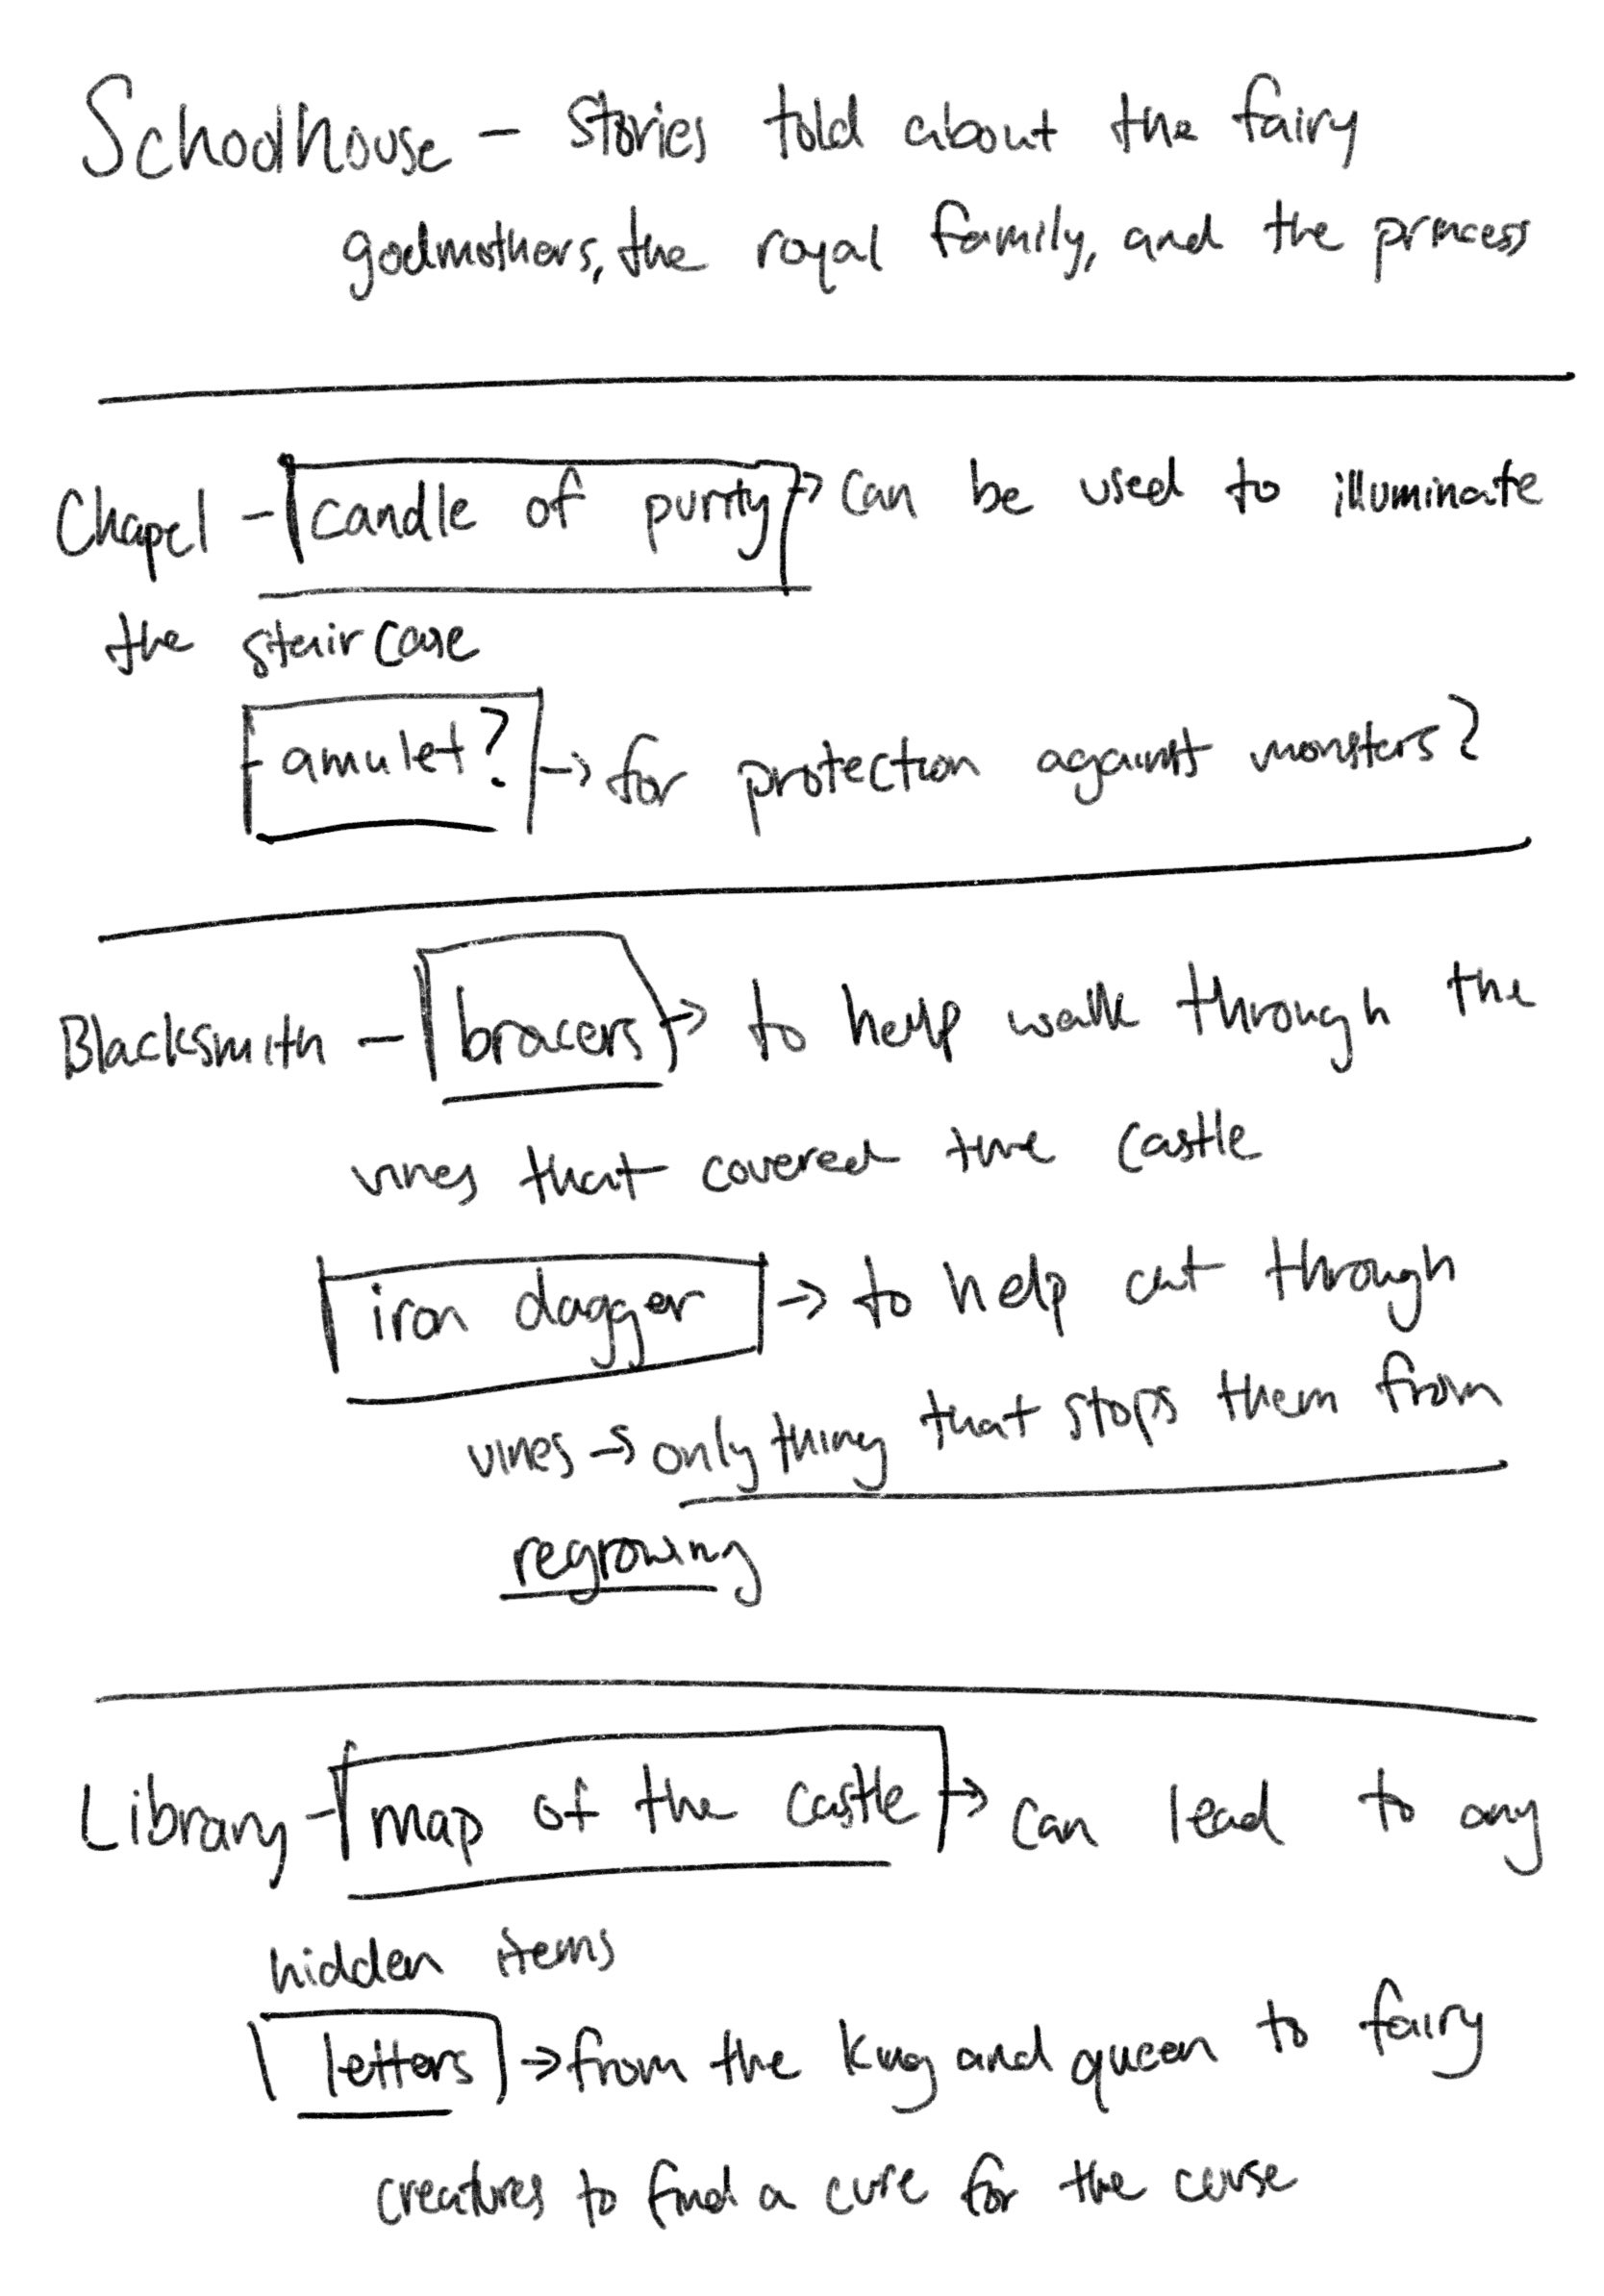 Schoolhouse - stories told about the fairy
godmothers, the royal family, and the princess
Chapel - candle of purity → can be used to illuminate
the staircase
- amulet? → for protection against monsters?
Blacksmith - bracers → to help walk through the
vines that covered the castle
iron dagger → to help cut through
vines → only thing that stops them from
regrowing
Library - map of the castle → can lead to any
hidden items
letters → from the king and queen to fairy
creatures to find a cure for the curse